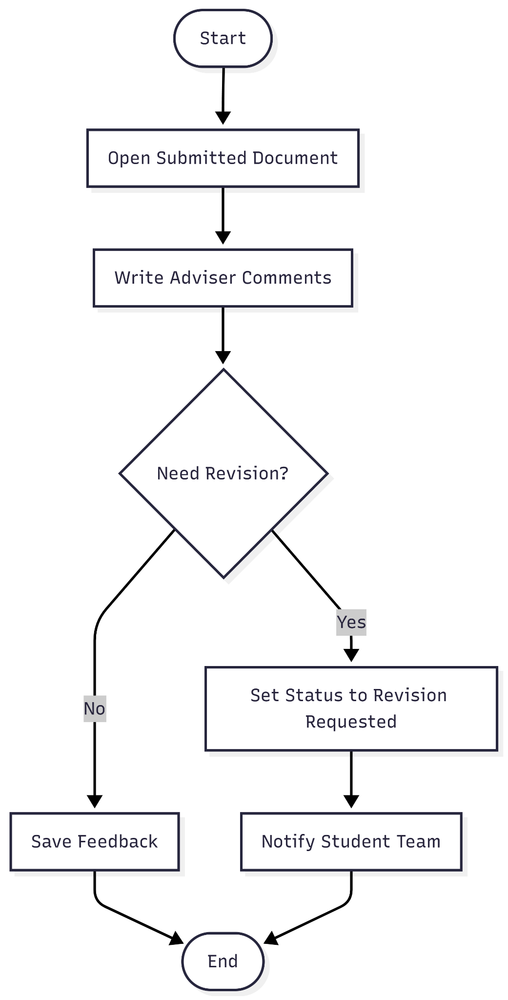 Start
Open Submitted Document
Write Adviser Comments
Need Revision?
Yes
No
Set Status to Revision
Requested
Save Feedback
Notify Student Team
End